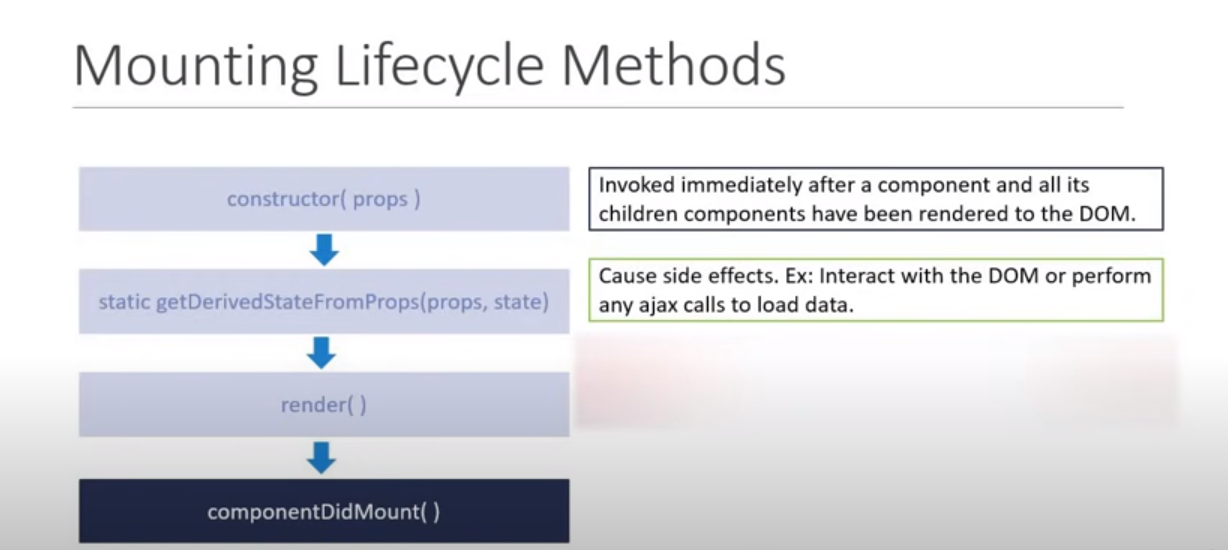 Mounting Lifecycle Methods
constructor( props )
static getDerivedStateFromProps(props, state)
render( )
componentDidMount( )
Invoked immediately after a component and all its
children components have been rendered to the DOM.
Cause side effects. Ex: Interact with the DOM or perform
any ajax calls to load data.